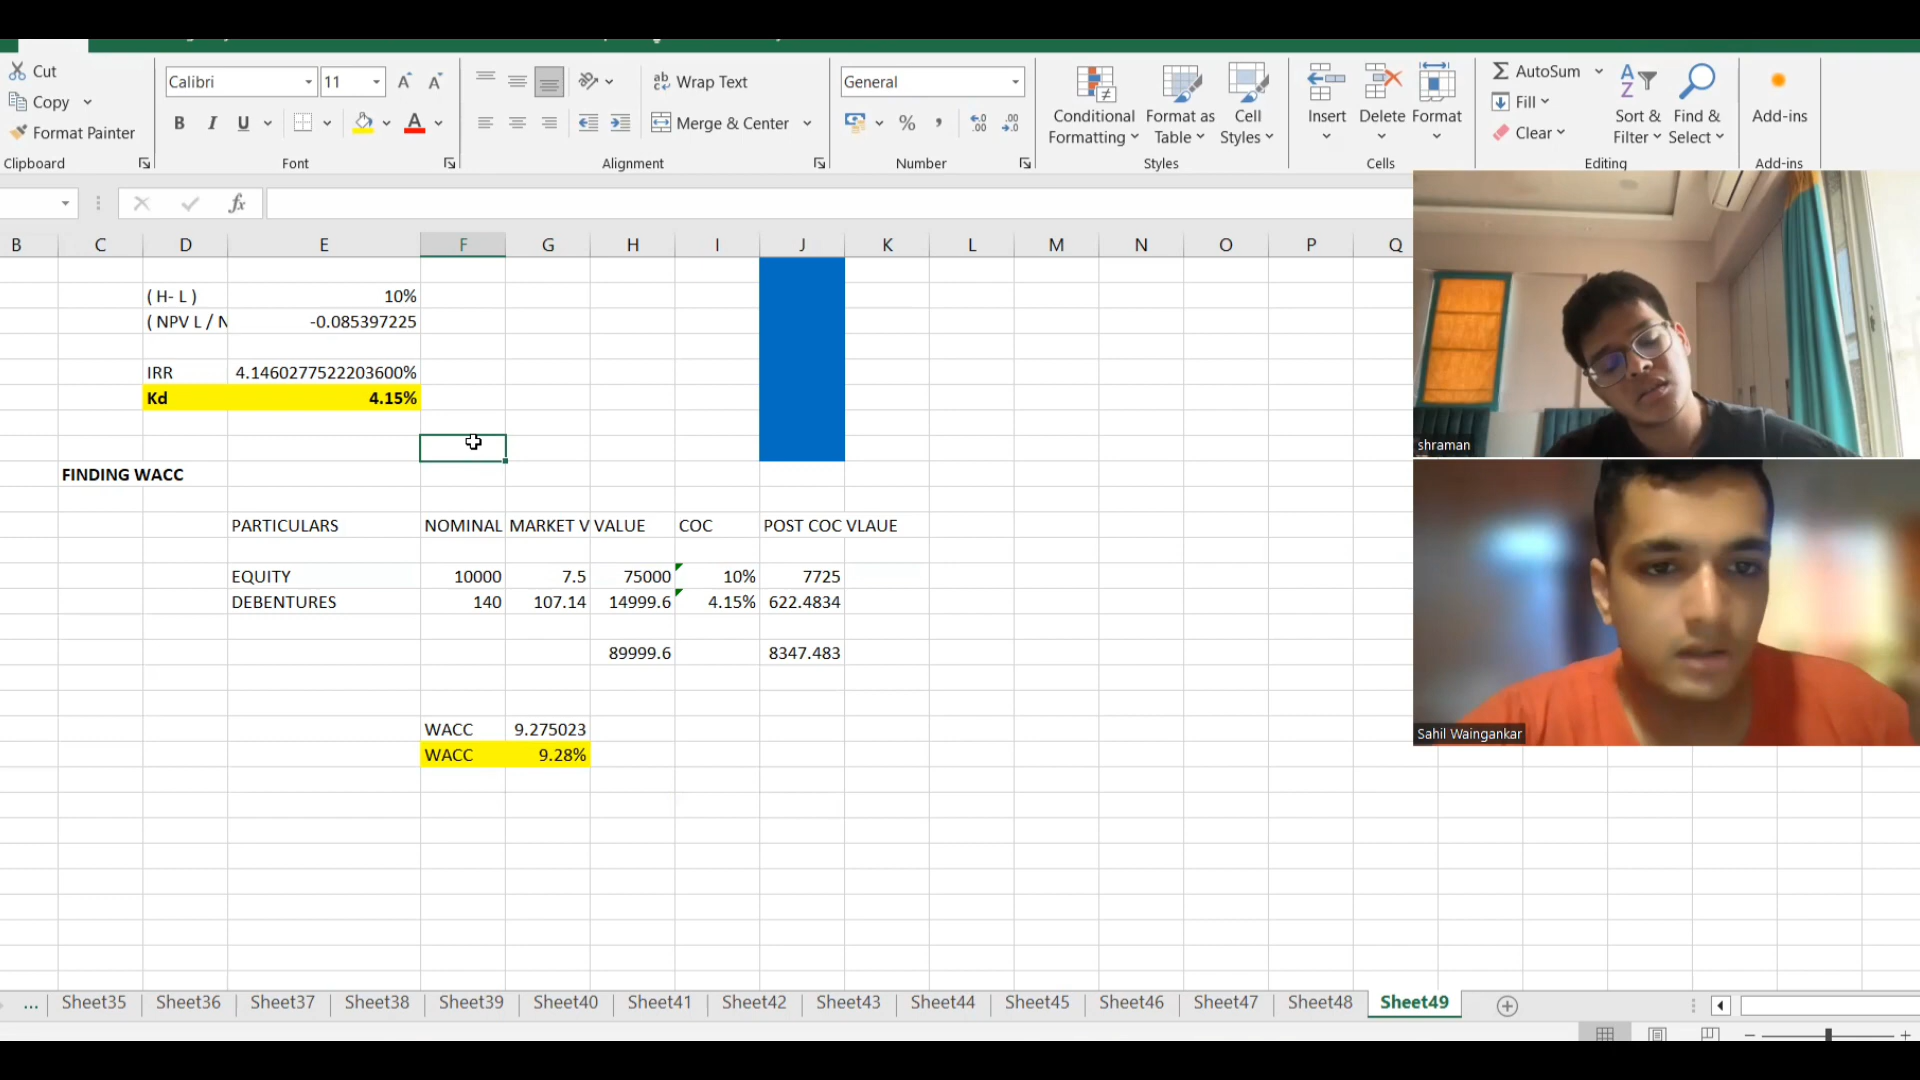 Cut
Copy
Format Painter
Clipboard
Calibri 11
B I U
Font
Wrap Text
Merge & Center
Alignment
General
Number
Conditional Formatting
Format as Table
Cell Styles
Styles
Insert Delete Format
Cells
AutoSum
Fill
Clear
Sort & Filter
Find & Select
Editing
Add-ins
Add-ins
fx
B C D E F G H I J K L M N O P Q
( H- L ) 10%
( NPV L / N -0.085397225
IRR 4.1460277522203600%
Kd 4.15%
FINDING WACC
PARTICULARS NOMINAL MARKET V VALUE COC POST COC VLAUE
EQUITY 10000 7.5 75000 10% 7725
DEBENTURES 140 107.14 14999.6 4.15% 622.4834
89999.6 8347.483
WACC 9.275023
WACC 9.28%
shraman
Sahil Waingankar
... Sheet35 Sheet36 Sheet37 Sheet38 Sheet39 Sheet40 Sheet41 Sheet42 Sheet43 Sheet44 Sheet45 Sheet46 Sheet47 Sheet48 Sheet49